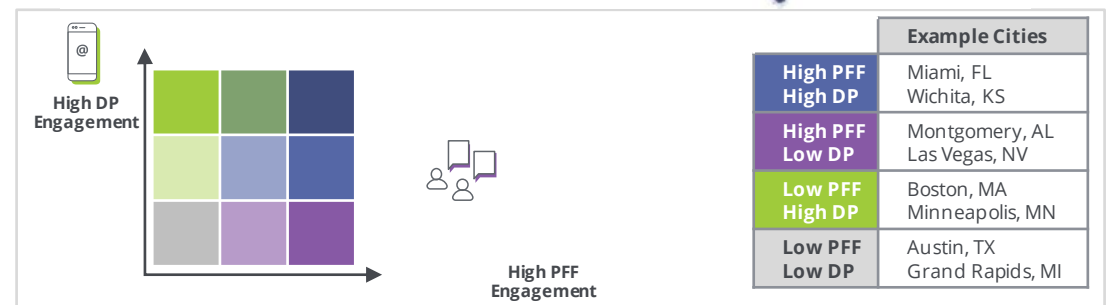 @
High DP
Engagement
High PFF
Engagement
Example Cities
High PFF
High DP
Miami, FL
Wichita, KS
High PFF
Low DP
Montgomery, AL
Las Vegas, NV
Low PFF
High DP
Boston, MA
Minneapolis, MN
Low PFF
Low DP
Austin, TX
Grand Rapids, MI